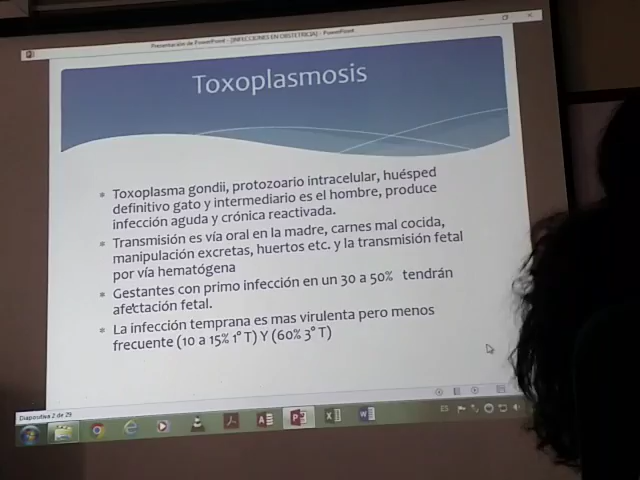 Presentación de PowerPoint - [INFECCIONES EN OBSTETRICIA] - PowerPoint
Toxoplasmosis
Toxoplasma gondii, protozoario intracelular, huésped
definitivo gato y intermediario es el hombre, produce
infección aguda y crónica reactivada.
Transmisión es vía oral en la madre, carnes mal cocida,
manipulación excretas, huertos etc. y la transmisión fetal
por vía hematógena
Gestantes con primo infección en un 30 a 50% tendrán
afectación fetal.
La infección temprana es mas virulenta pero menos
frecuente (10 a 15% 1° T) Y (60% 3° T)
Diapositiva 2 de 29
ES